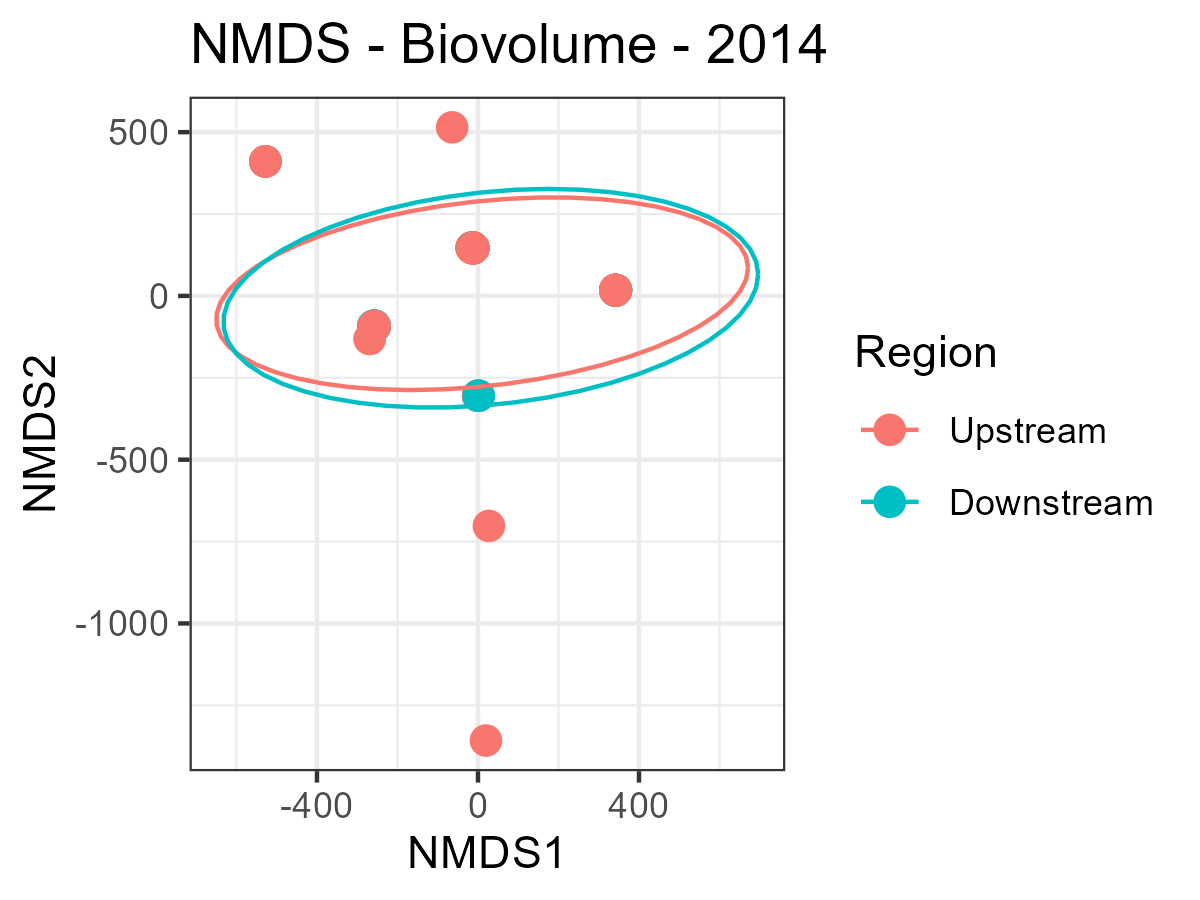 NMDS - Biovolume - 2014
500
0
-500
-1000
NMDS2
-400 0 400
NMDS1
Region
Upstream
Downstream